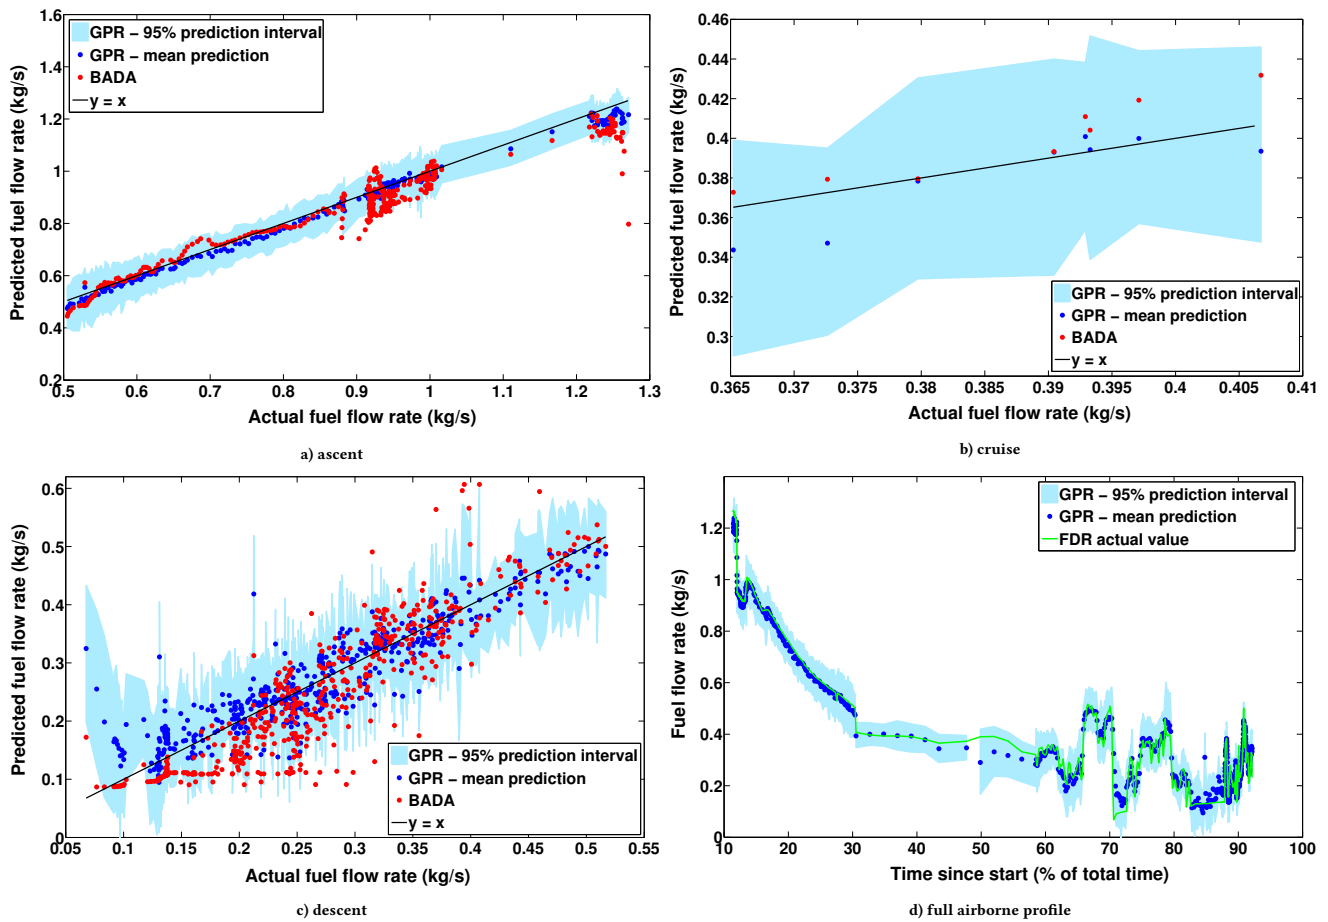 GPR − 95% prediction interval
GPR − mean prediction
BADA
y = x
Predicted fuel flow rate (kg/s)
1.6
1.4
1.2
1
0.8
0.6
0.4
0.2
0.5 0.6 0.7 0.8 0.9 1 1.1 1.2 1.3
Actual fuel flow rate (kg/s)
a) ascent
Predicted fuel flow rate (kg/s)
0.46
0.44
0.42
0.4
0.38
0.36
0.34
0.32
0.3
GPR − 95% prediction interval
GPR − mean prediction
BADA
y = x
0.365 0.37 0.375 0.38 0.385 0.39 0.395 0.4 0.405 0.41
Actual fuel flow rate (kg/s)
b) cruise
Predicted fuel flow rate (kg/s)
0.6
0.5
0.4
0.3
0.2
0.1
0
GPR − 95% prediction interval
GPR − mean prediction
BADA
y = x
0.05 0.1 0.15 0.2 0.25 0.3 0.35 0.4 0.45 0.5 0.55
Actual fuel flow rate (kg/s)
c) descent
GPR − 95% prediction interval
GPR − mean prediction
FDR actual value
Fuel flow rate (kg/s)
1.2
1
0.8
0.6
0.4
0.2
0
10 20 30 40 50 60 70 80 90 100
Time since start (% of total time)
d) full airborne profile